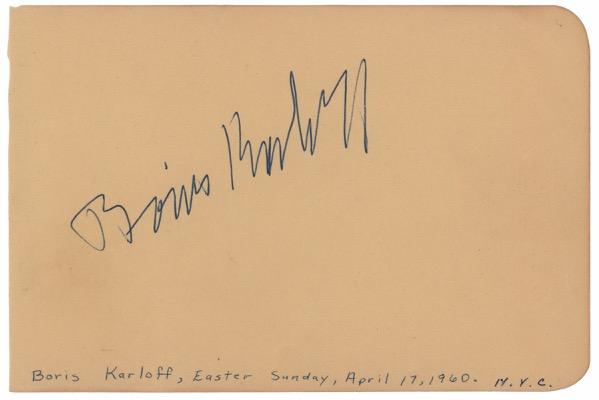 Boris Karloff
Boris Karloff, Easter Sunday, April 17, 1960. N.Y.C.